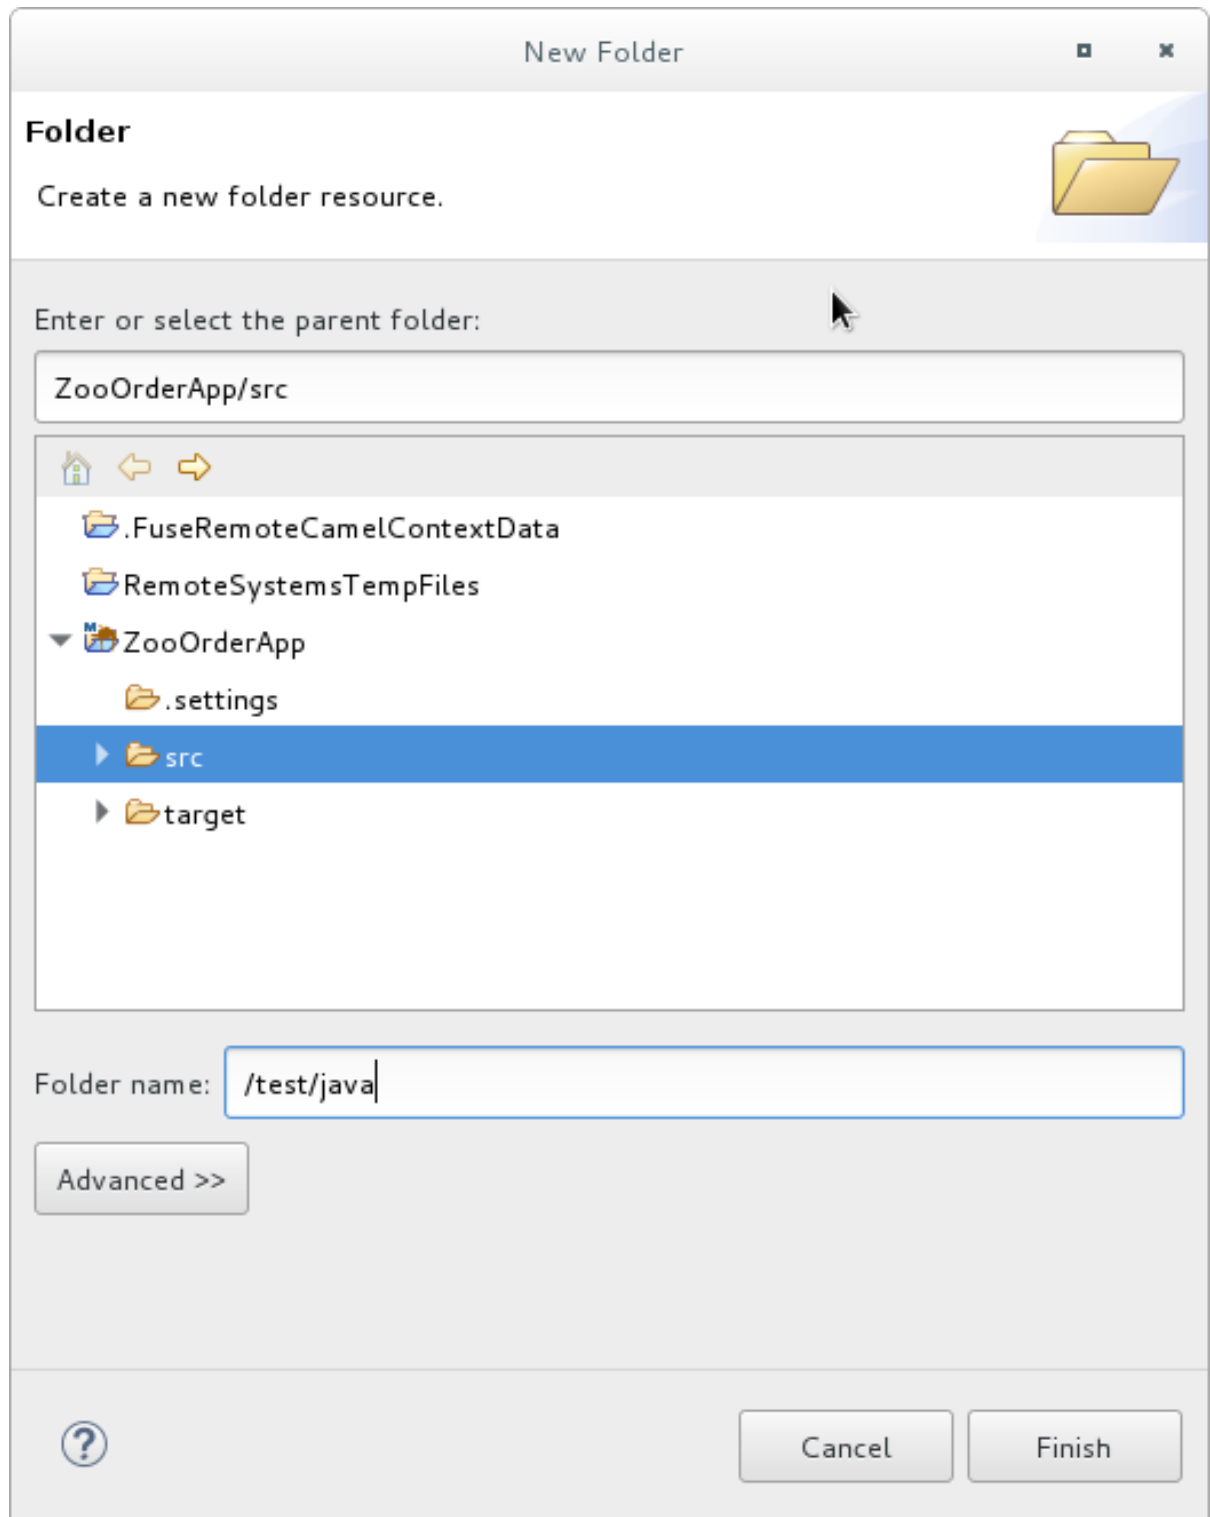 New Folder
Folder
Create a new folder resource.
Enter or select the parent folder:
ZooOrderApp/src
.FuseRemoteCamelContextData
RemoteSystemsTempFiles
ZooOrderApp
.settings
src
target
Folder name: /test/java
Advanced >>
Cancel Finish